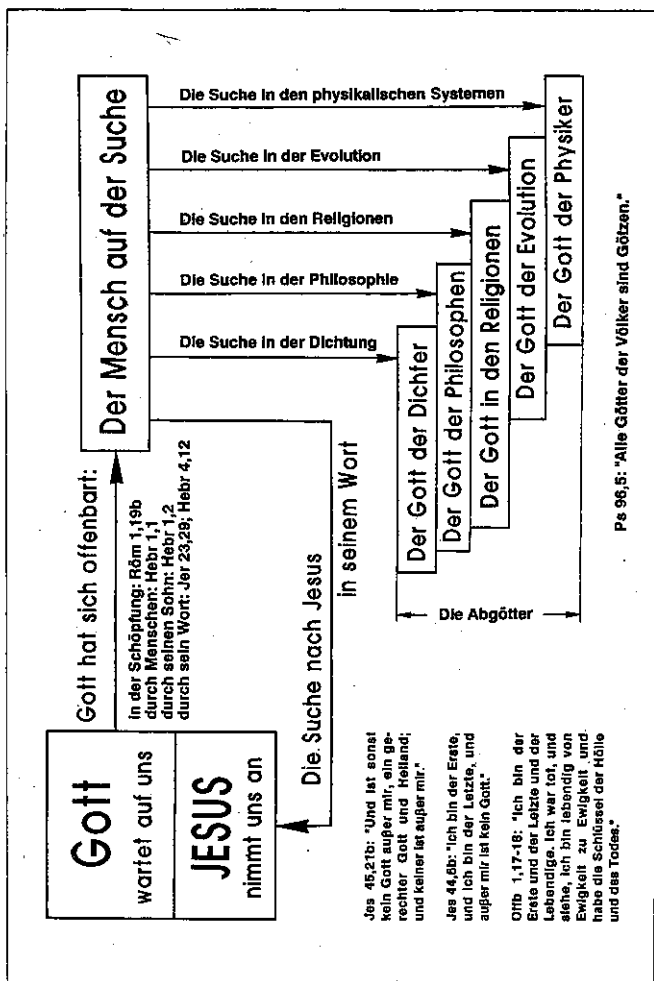 Gott
wartet auf uns
JESUS
nimmt uns an
Gott hat sich offenbart:
in der Schöpfung: Röm 1,19b
durch Menschen: Hebr 1,1
durch seinen Sohn: Hebr 1,2
durch sein Wort: Jer 23,29; Hebr 4,12
Der Mensch auf der Suche
Die Suche nach Jesus
in seinem Wort
Die Suche in den physikalischen Systemen
Die Suche in der Evolution
Die Suche in den Religionen
Die Suche in der Philosophie
Die Suche in der Dichtung
Der Gott der Dichter
Der Gott der Philosophen
Der Gott in den Religionen
Der Gott der Evolution
Der Gott der Physiker
Die Abgötter
Jes 45,21b: "Und ist sonst
kein Gott außer mir, ein ge-
rechter Gott und Heiland;
und keiner ist außer mir."
Jes 44,6b: "Ich bin der Erste,
und ich bin der Letzte, und
außer mir ist kein Gott."
Offb 1,17-18: "Ich bin der
Erste und der Letzte und der
Lebendige. Ich war tot, und
siehe, ich bin lebendig von
Ewigkeit zu Ewigkeit und
habe die Schlüssel der Hölle
und das Todes."
Ps 96,5: "Alle Götter der Völker sind Götzen."